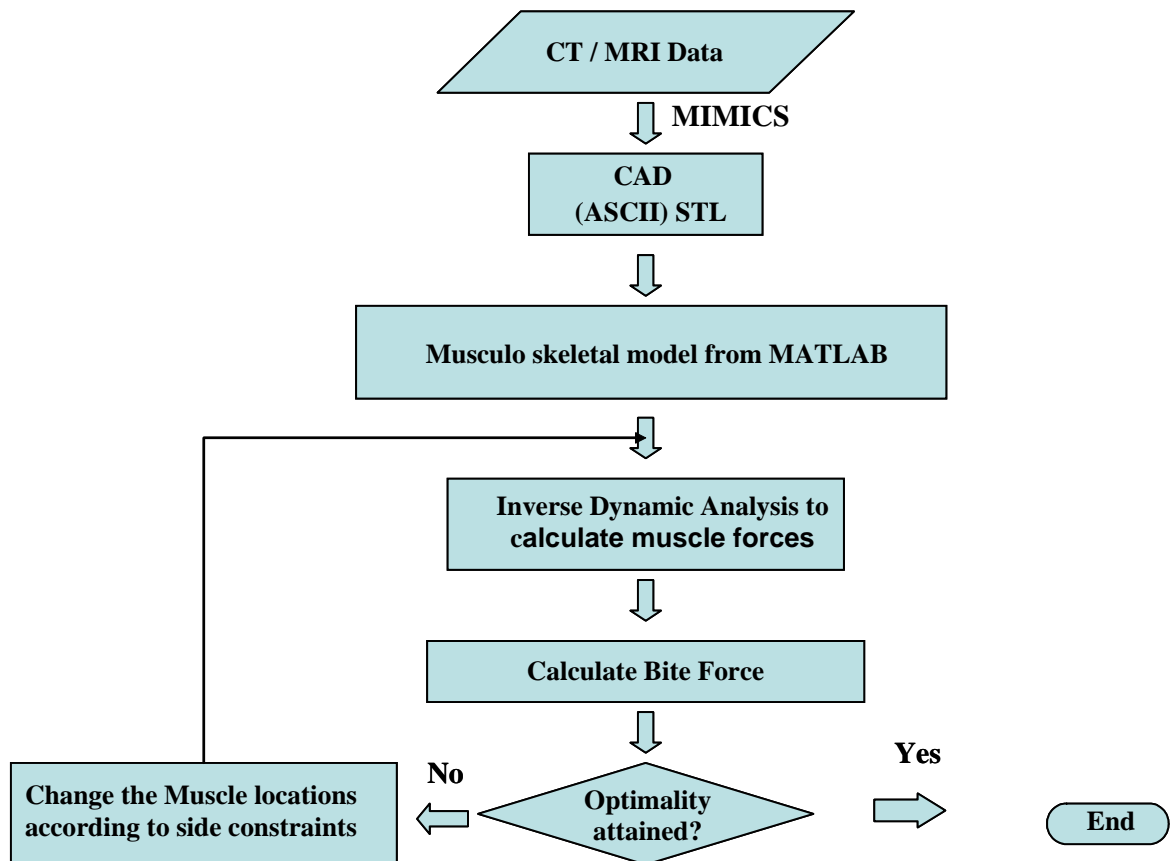 CT / MRI Data
MIMICS
CAD
(ASCII) STL
Musculo skeletal model from MATLAB
Inverse Dynamic Analysis to
calculate muscle forces
Calculate Bite Force
Optimality
attained?
Yes
End
No
Change the Muscle locations
according to side constraints